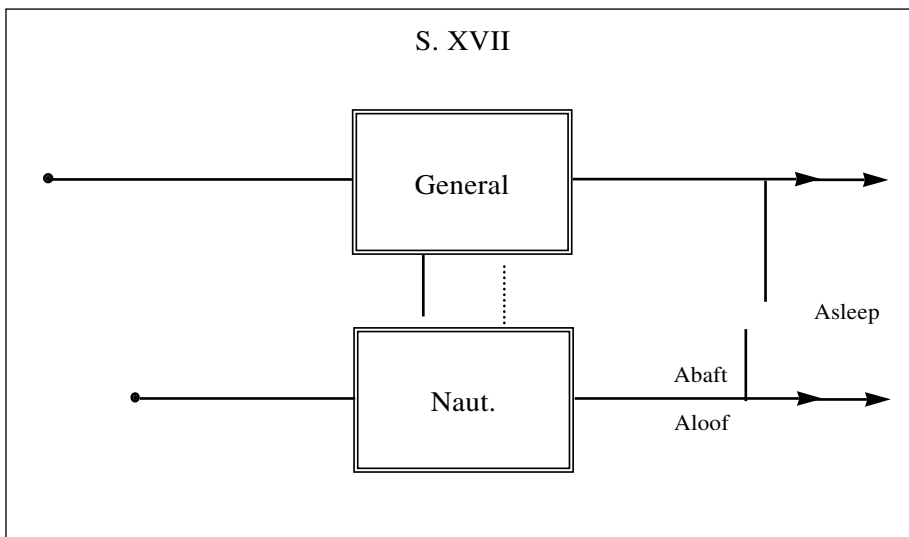 S. XVII
General
Asleep
Abaft
Naut.
Aloof